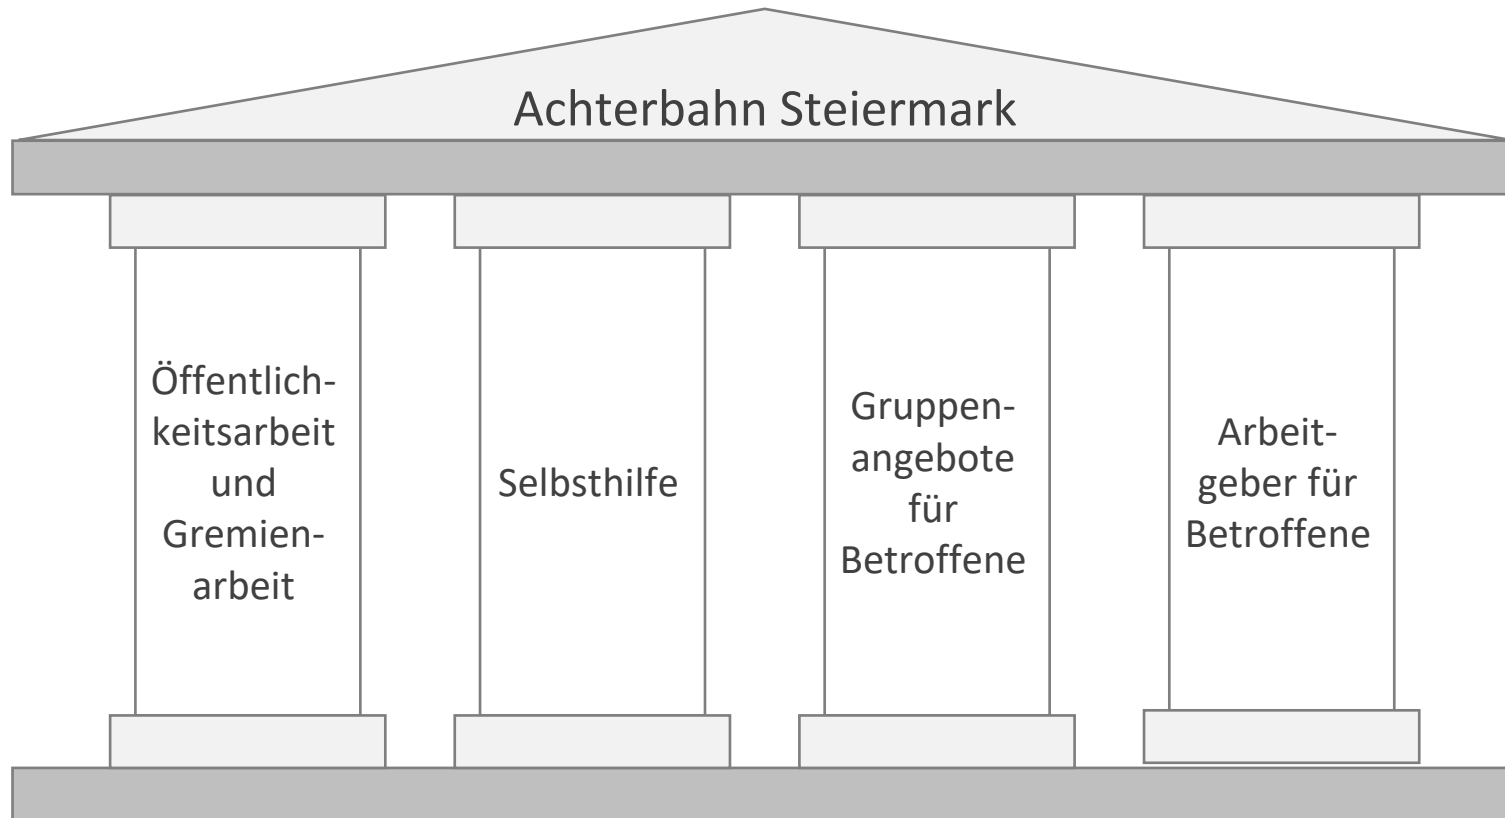 Achterbahn Steiermark
Öffentlich-
keitsarbeit
und
Gremien-
arbeit
Selbsthilfe
Gruppen-
angebote
für
Betroffene
Arbeit-
geber für
Betroffene